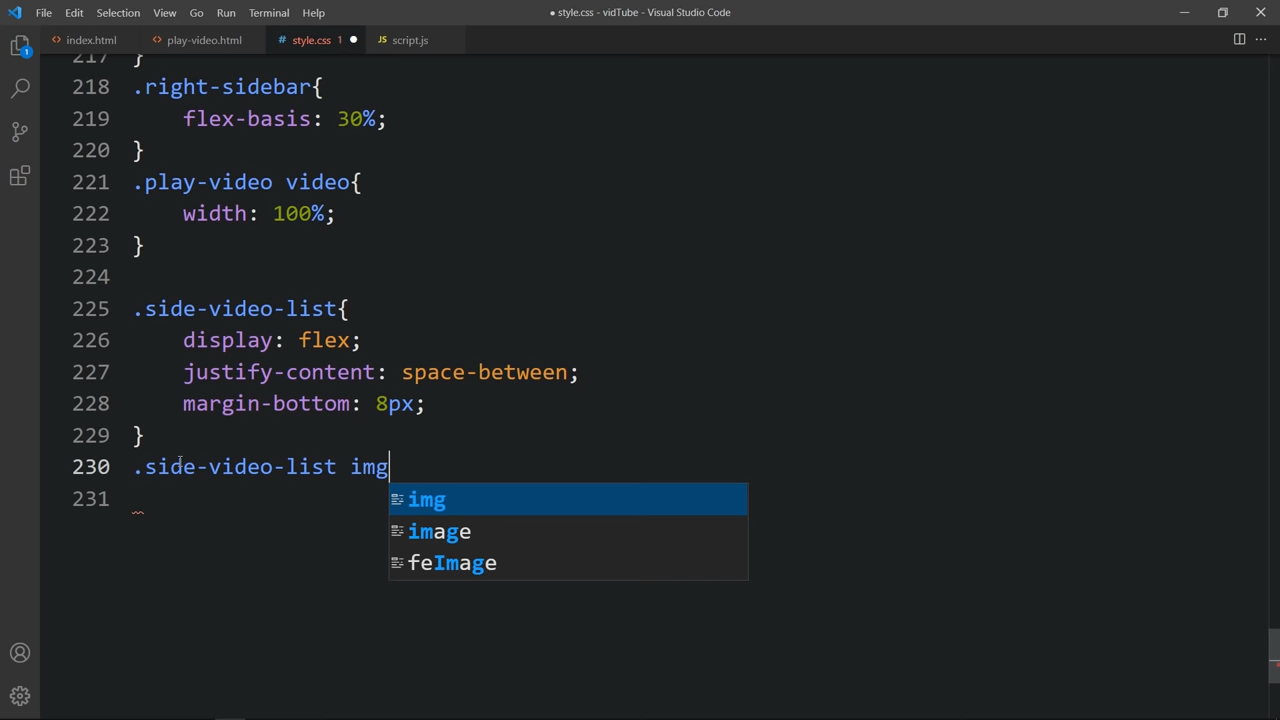 File Edit Selection View Go Run Terminal Help
● style.css - vidTube - Visual Studio Code
index.html play-video.html # style.css 1 ● JS script.js
1
217 }
218 .right-sidebar{
219 flex-basis: 30%;
220 }
221 .play-video video{
222 width: 100%;
223 }
224
225 .side-video-list{
226 display: flex;
227 justify-content: space-between;
228 margin-bottom: 8px;
229 }
230 .side-video-list img
231
img
image
feImage